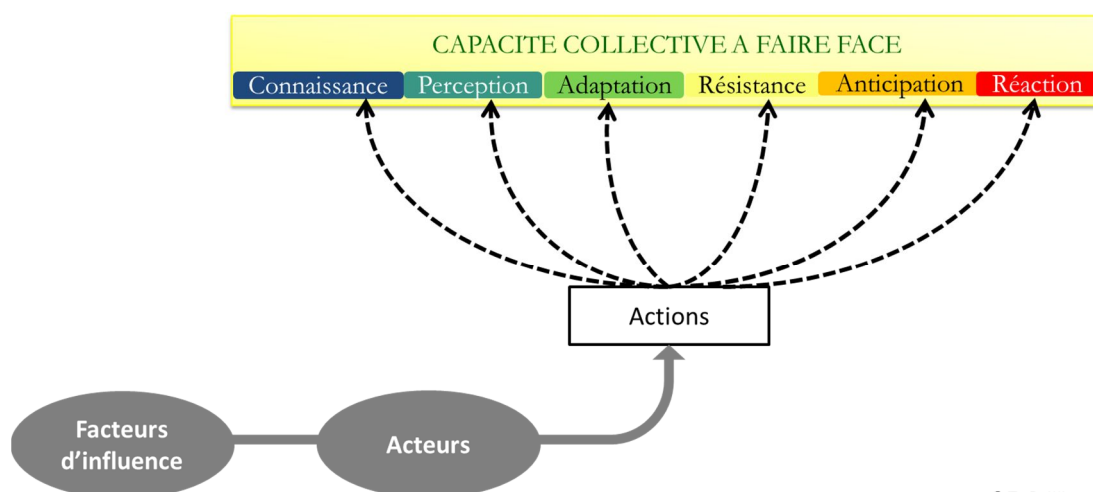 CAPACITE COLLECTIVE A FAIRE FACE
Connaissance Perception Adaptation Résistance Anticipation Réaction
Actions
Facteurs
d'influence
Acteurs